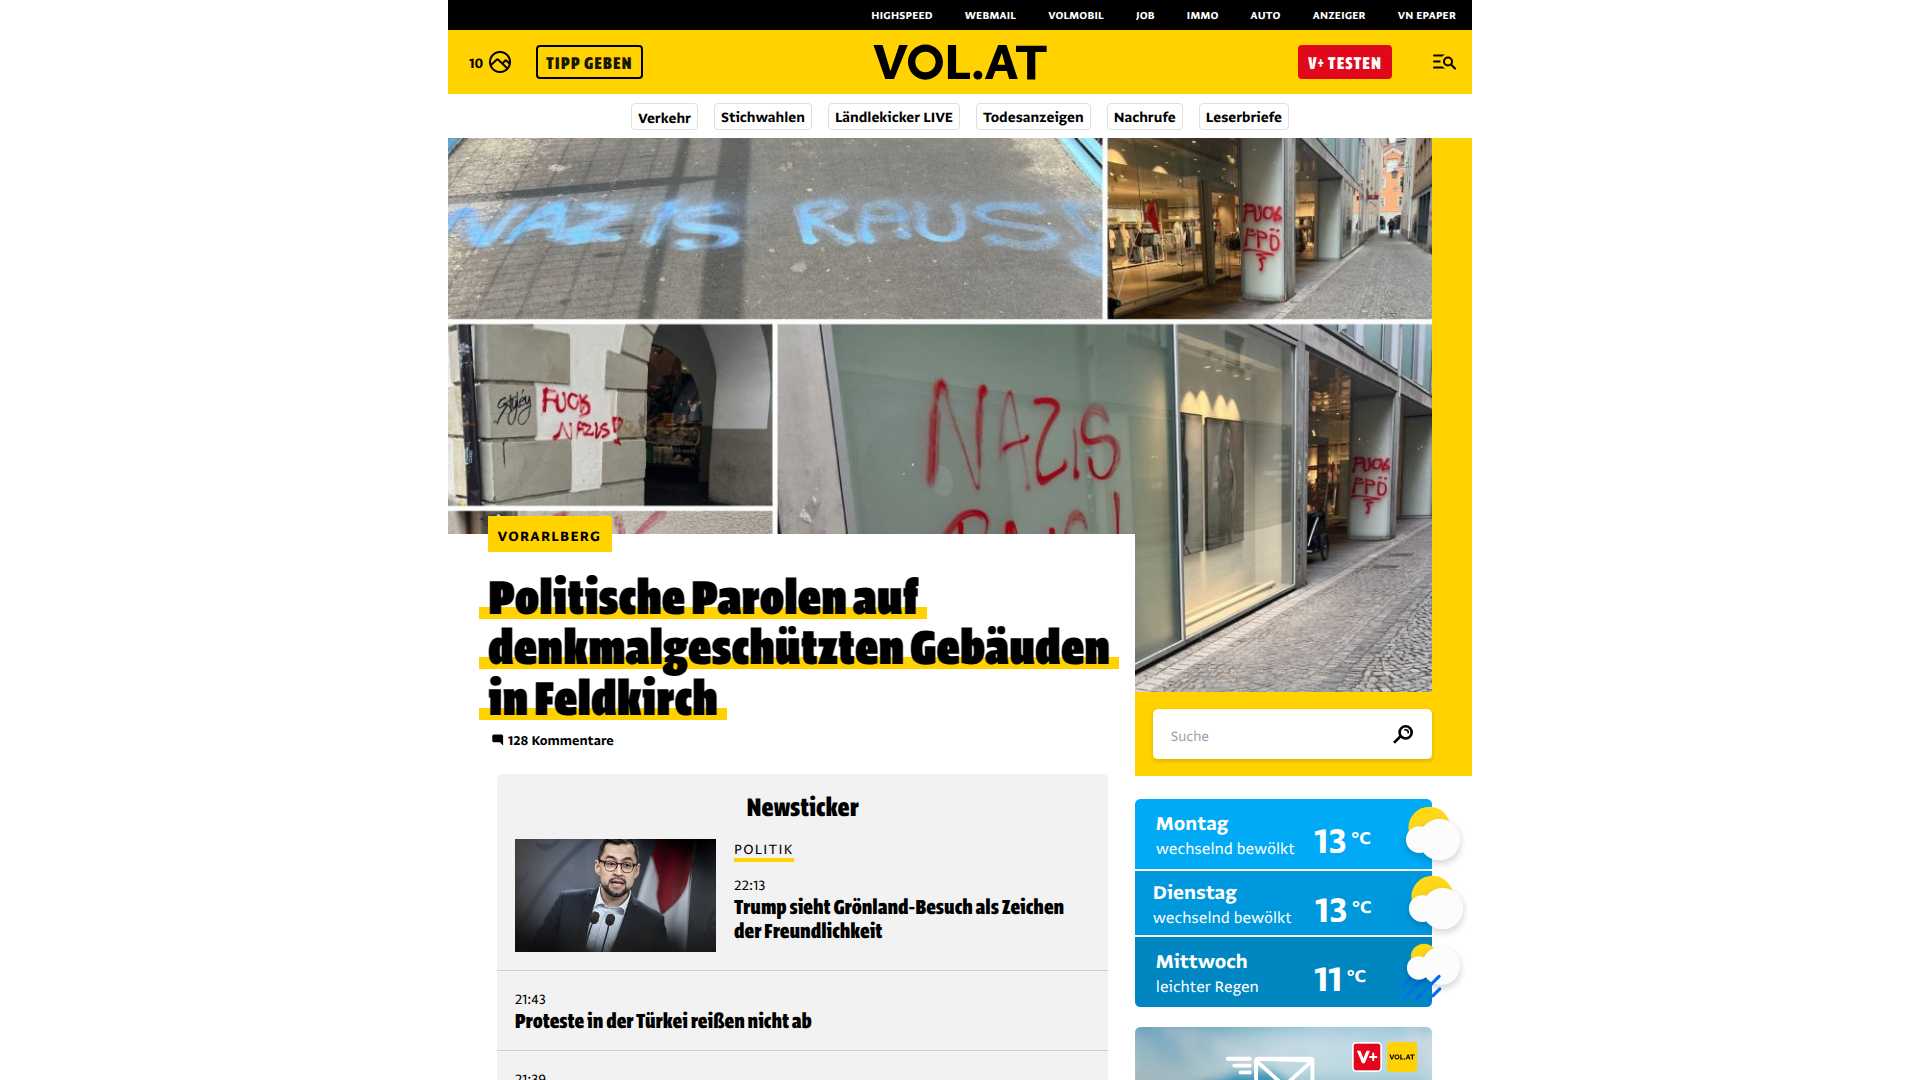 HIGHSPEED WEBMAIL VOLMOBIL JOB IMMO AUTO ANZEIGER VN EPAPER
10 TIPP GEBEN VOL.AT V+ TESTEN
Verkehr Stichwahlen Ländlekicker LIVE Todesanzeigen Nachrufe Leserbriefe
NAZIS RAUS!
FUCK
FPÖ
FUCK
NAZIS!
NAZIS
RAUS!
FUCK
FPÖ
VORARLBERG
Politische Parolen auf
denkmalgeschützten Gebäuden
in Feldkirch
128 Kommentare
Suche
Newsticker
POLITIK
22:13
Trump sieht Grönland-Besuch als Zeichen
der Freundlichkeit
21:43
Proteste in der Türkei reißen nicht ab
21:39
Montag
wechselnd bewölkt
13 °C
Dienstag
wechselnd bewölkt
13 °C
Mittwoch
leichter Regen
11 °C
V+ VOL.AT